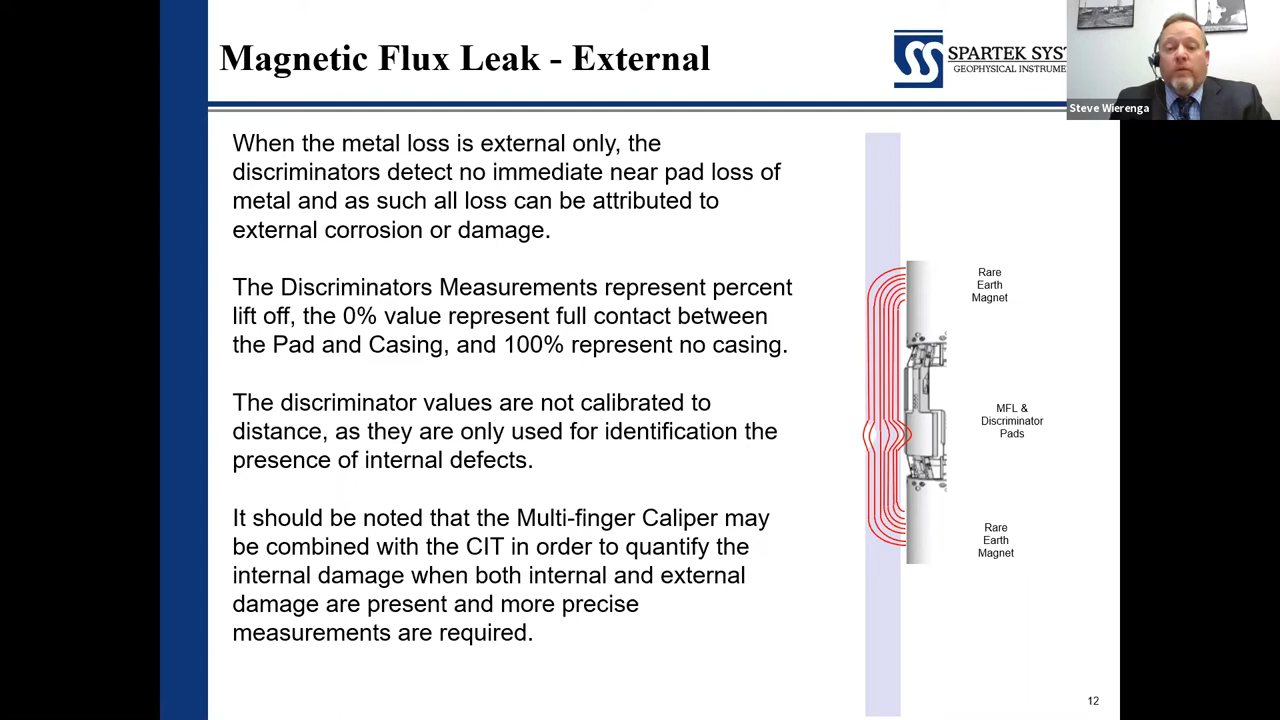 Magnetic Flux Leak - External
SPARTEK SYST
GEOPHYSICAL INSTRUME
Steve Wierenga
When the metal loss is external only, the
discriminators detect no immediate near pad loss of
metal and as such all loss can be attributed to
external corrosion or damage.
The Discriminators Measurements represent percent
lift off, the 0% value represent full contact between
the Pad and Casing, and 100% represent no casing.
The discriminator values are not calibrated to
distance, as they are only used for identification the
presence of internal defects.
It should be noted that the Multi-finger Caliper may
be combined with the CIT in order to quantify the
internal damage when both internal and external
damage are present and more precise
measurements are required.
Rare
Earth
Magnet
MFL &
Discriminator
Pads
Rare
Earth
Magnet
12